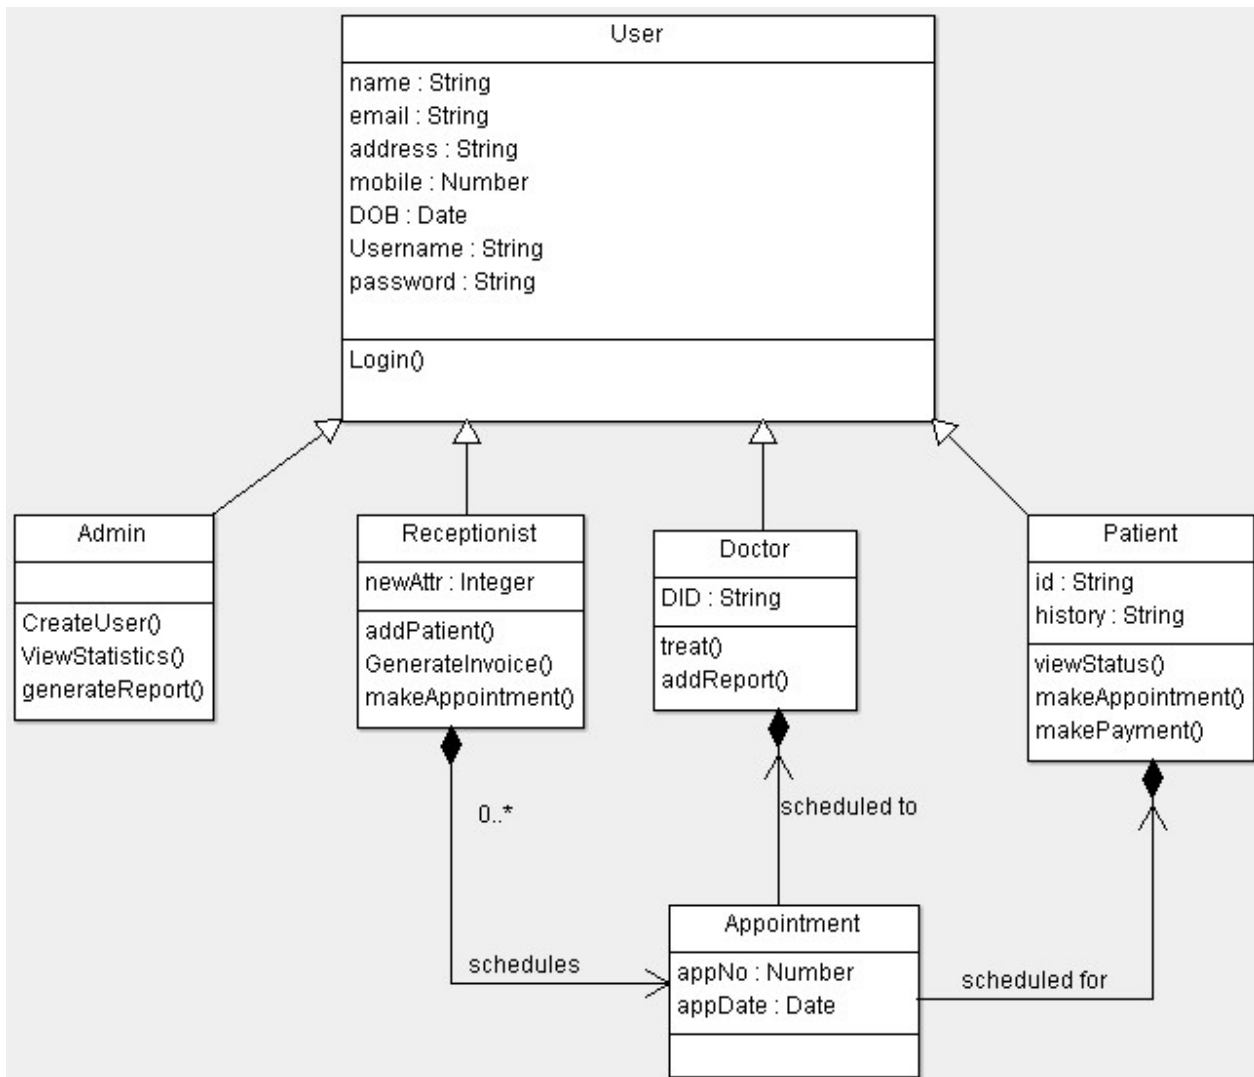 User
name : String
email : String
address : String
mobile : Number
DOB : Date
Username : String
password : String
Login()
Admin
CreateUser()
ViewStatistics()
generateReport()
Receptionist
newAttr : Integer
addPatient()
GenerateInvoice()
makeAppointment()
Doctor
DID : String
treat()
addReport()
Patient
id : String
history : String
viewStatus()
makeAppointment()
makePayment()
0..*
scheduled to
schedules
Appointment
appNo : Number
appDate : Date
scheduled for